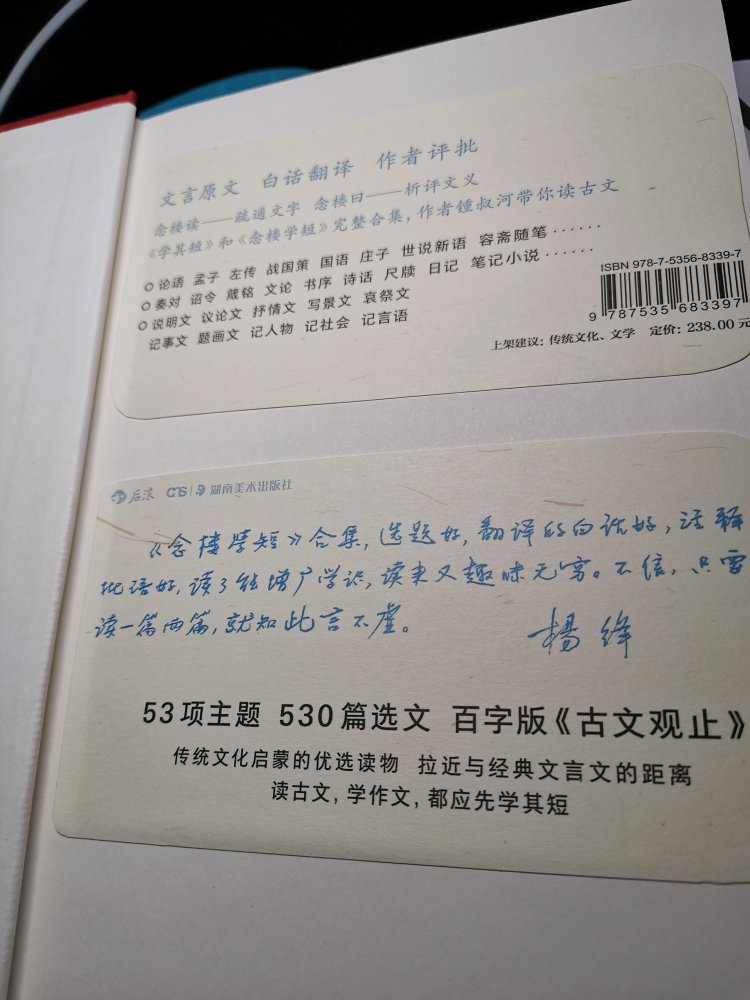 文言原文 白话翻译 作者评批
念楼读——疏通文字 念楼曰——析评文义
《学其短》和《念楼学短》完整合集，作者锺叔河带你读古文
○论语 孟子 左传 战国策 国语 庄子 世说新语 容斋随笔……
○奏对 诏令 箴铭 文论 书序 诗话 尺牍 日记 笔记小说……
○说明文 议论文 抒情文 写景文 哀祭文
记事文 题画文 记人物 记社会 记言语
ISBN 978-7-5356-8339-7
9 787535 683397
上架建议：传统文化、文学 定价：238.00元
后浪 湖南美术出版社
《念楼学短》合集，选题好，翻译的白话好，注释
批语好，读了能增广学识，读来又趣味无穷。不信，只需
读一篇两篇，就知此言不虚。
楊绛
53项主题 530篇选文 百字版《古文观止》
传统文化启蒙的优选读物 拉近与经典文言文的距离
读古文，学作文，都应先学其短